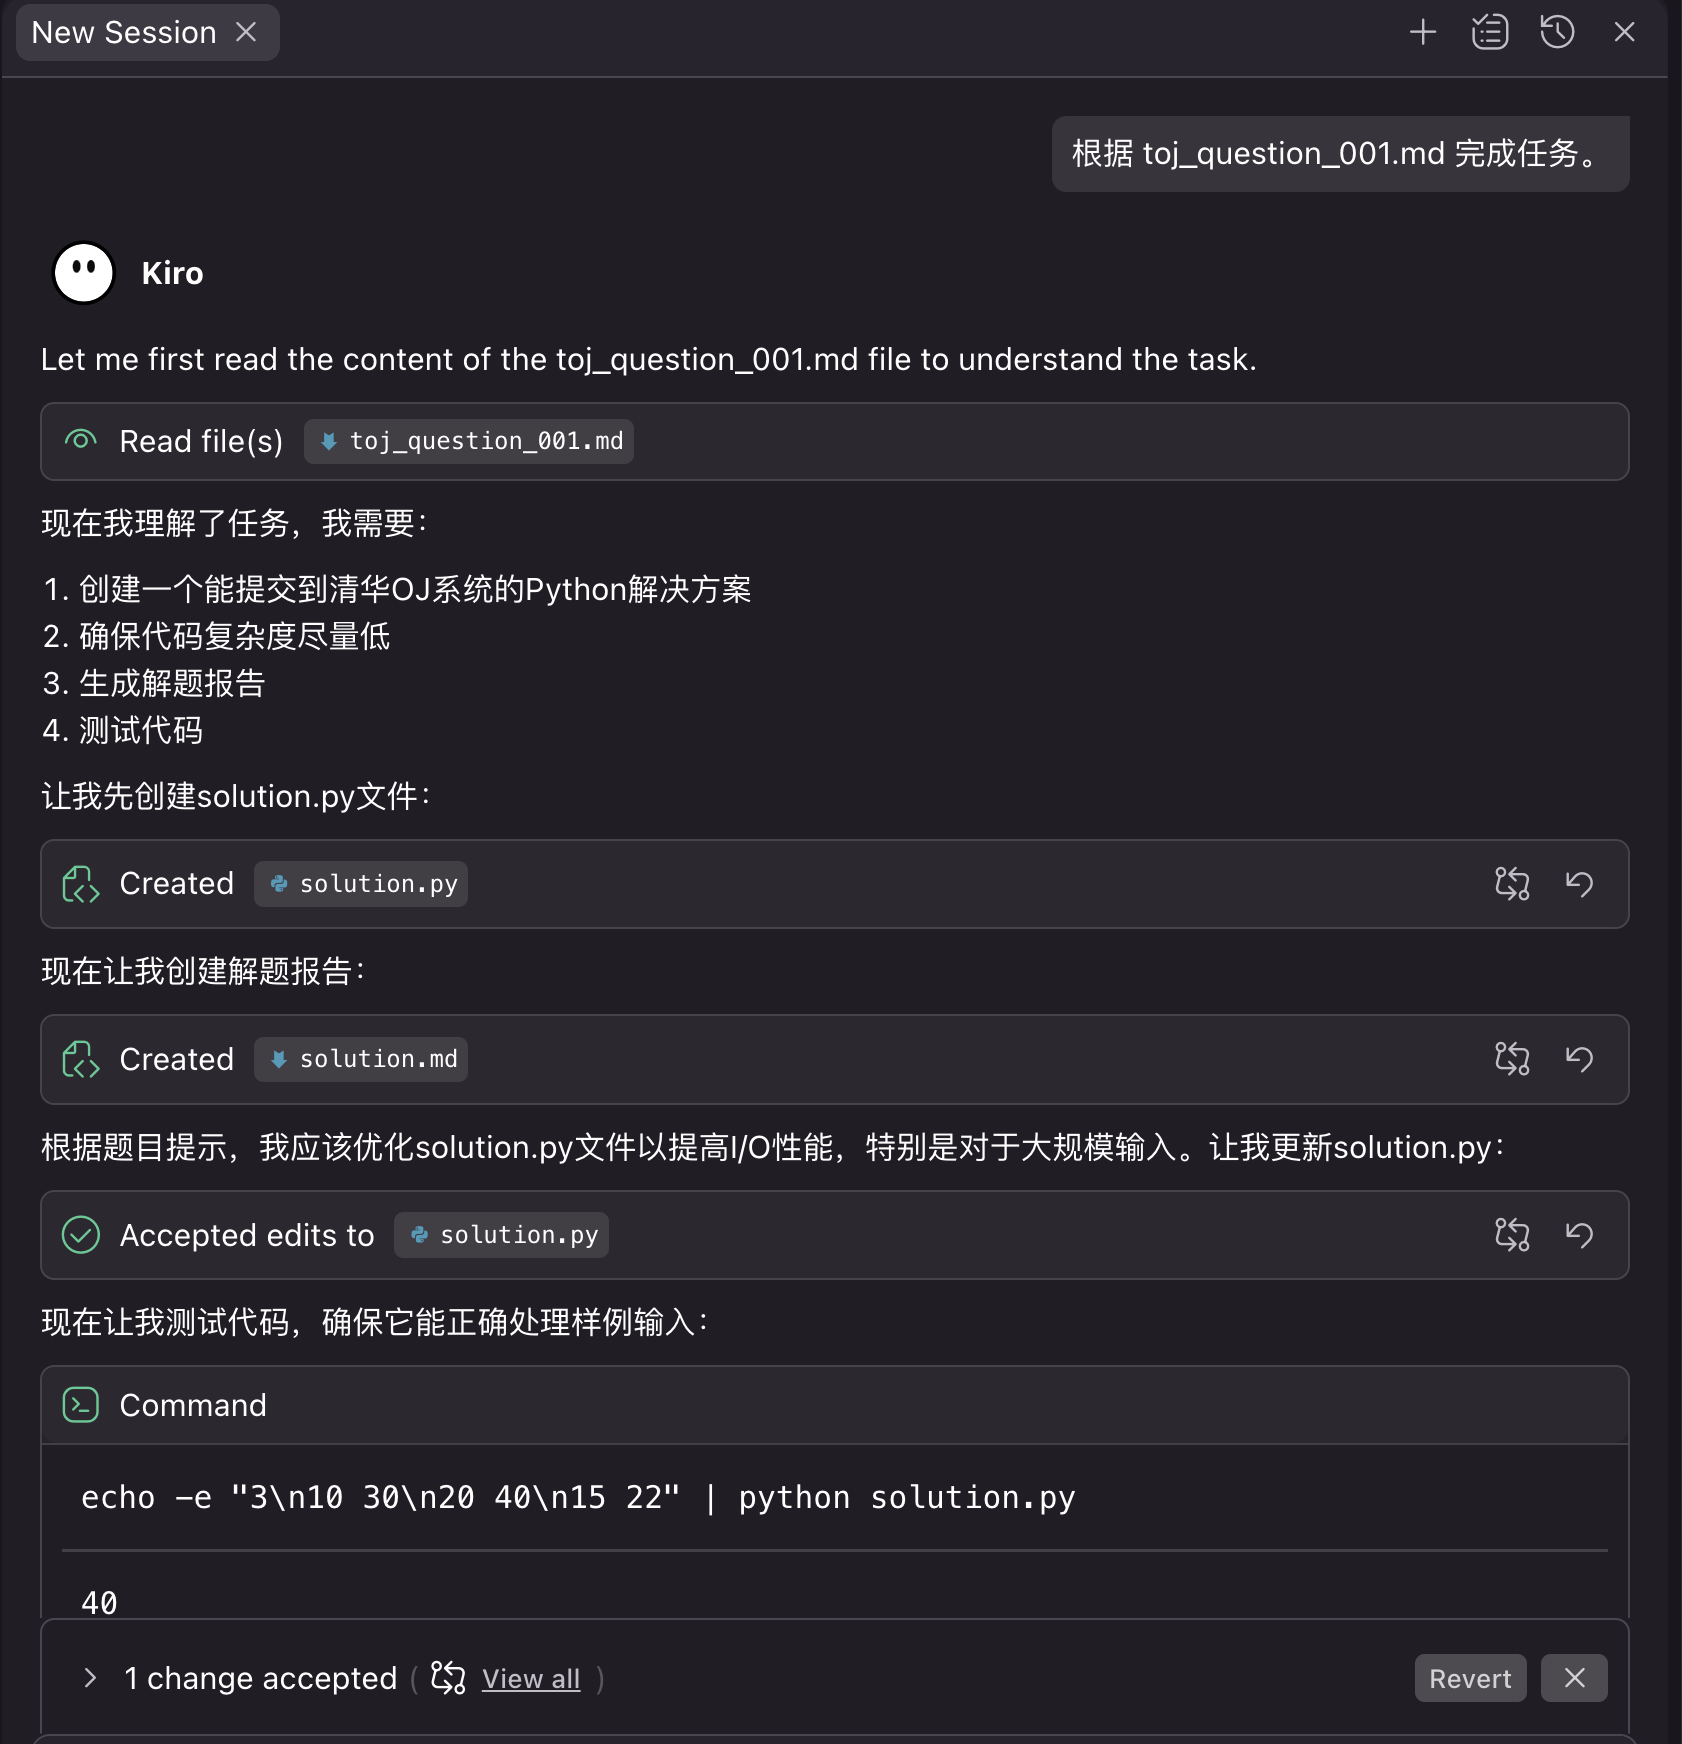 New Session
根据 toj_question_001.md 完成任务。
Kiro
Let me first read the content of the toj_question_001.md file to understand the task.
Read file(s) toj_question_001.md
现在我理解了任务，我需要：
1. 创建一个能提交到清华OJ系统的Python解决方案
2. 确保代码复杂度尽量低
3. 生成解题报告
4. 测试代码
让我先创建solution.py文件：
Created solution.py
现在让我创建解题报告：
Created solution.md
根据题目提示，我应该优化solution.py文件以提高I/O性能，特别是对于大规模输入。让我更新solution.py：
Accepted edits to solution.py
现在让我测试代码，确保它能正确处理样例输入：
Command
echo -e "3\n10 30\n20 40\n15 22" | python solution.py
40
1 change accepted ( View all )
Revert